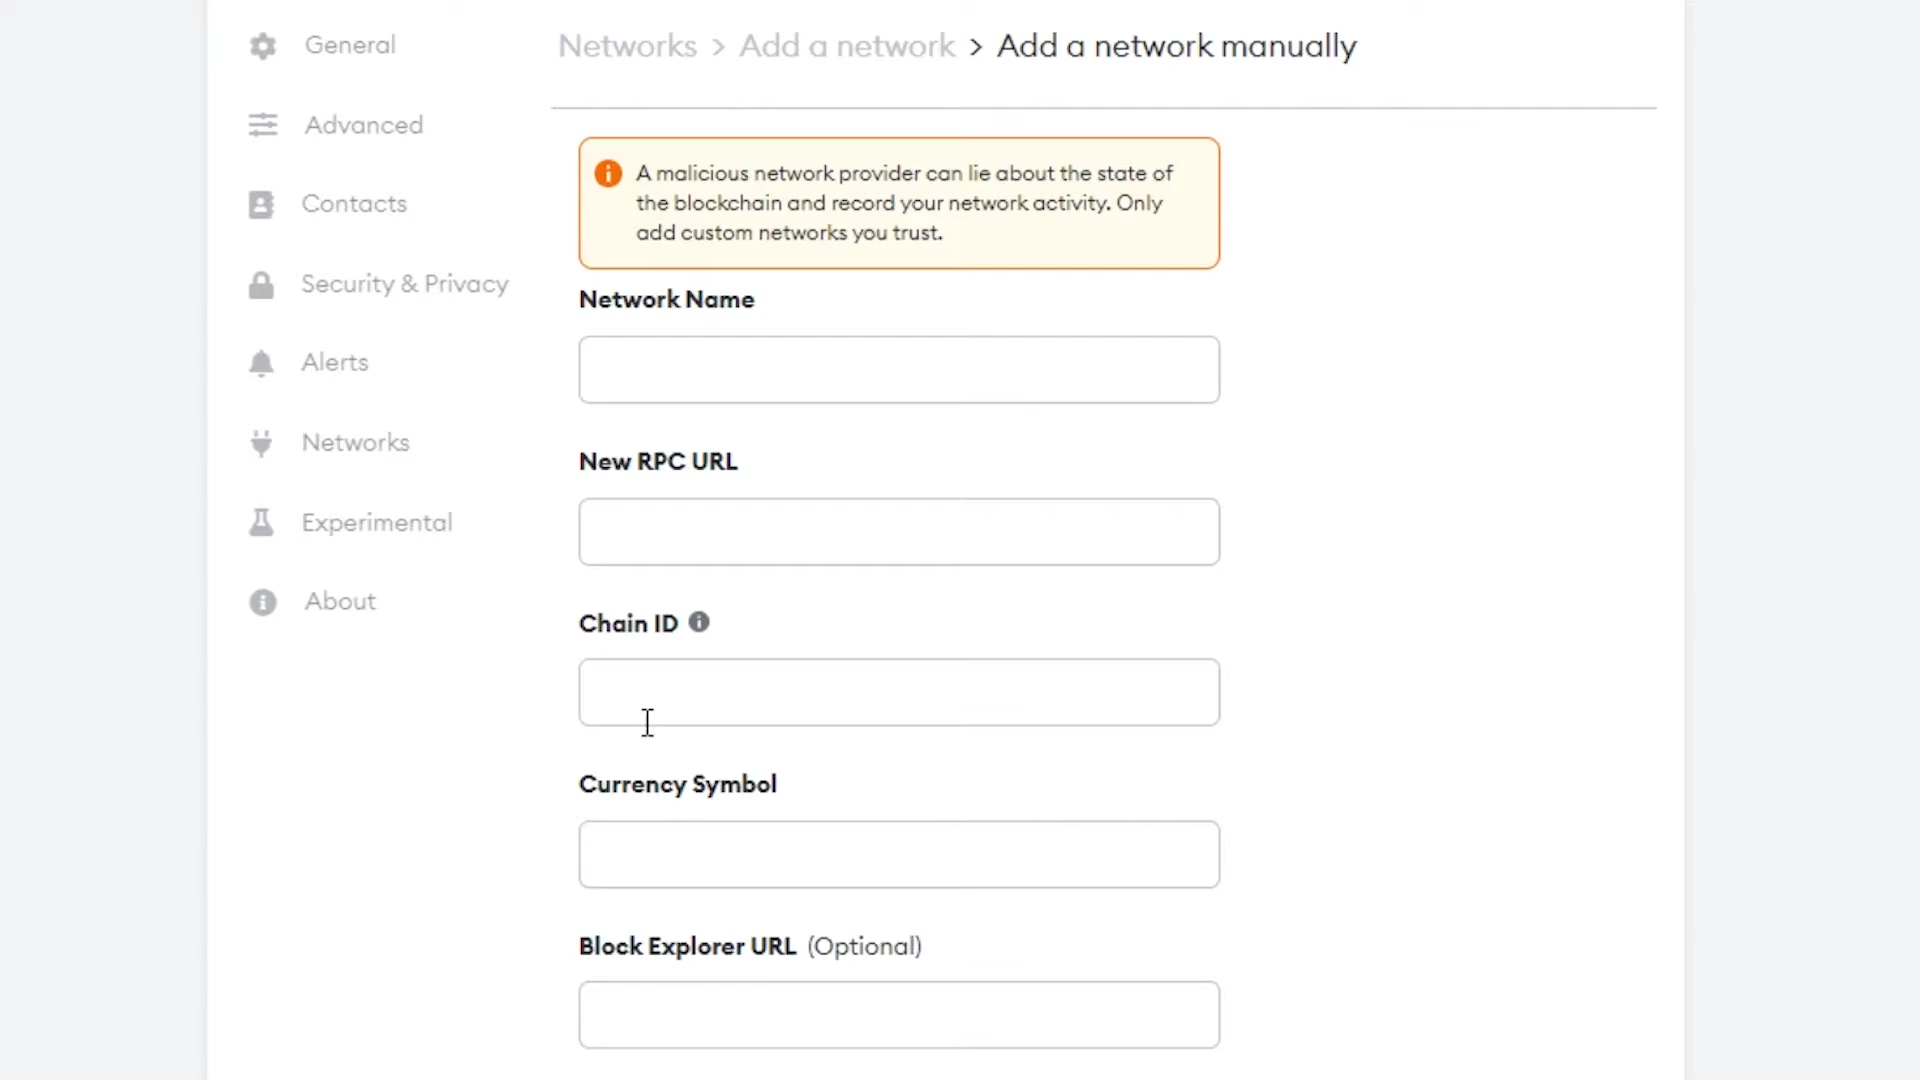 General
Advanced
Contacts
Security & Privacy
Alerts
Networks
Experimental
About
Networks > Add a network > Add a network manually
A malicious network provider can lie about the state of
the blockchain and record your network activity. Only
add custom networks you trust.
Network Name
New RPC URL
Chain ID
Currency Symbol
Block Explorer URL (Optional)